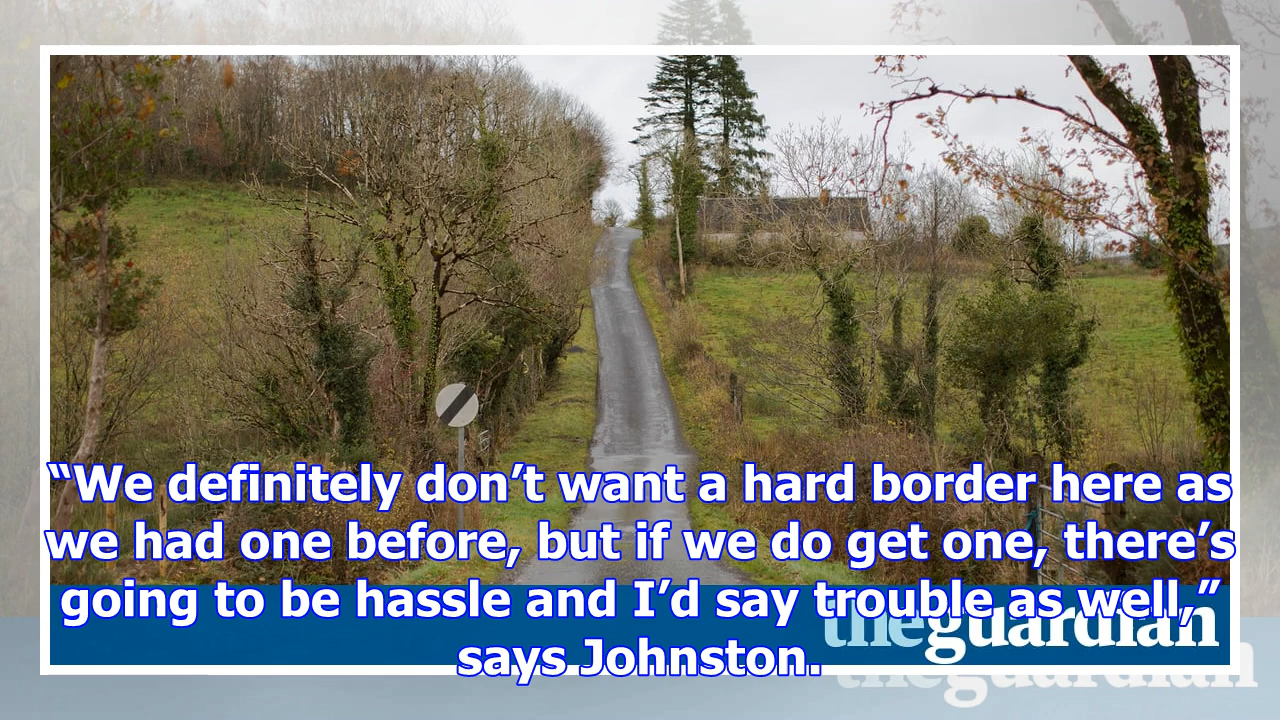 “We definitely don’t want a hard border here as
we had one before, but if we do get one, there’s
going to be hassle and I’d say trouble as well,”
says Johnston.
theguardian
theguardian